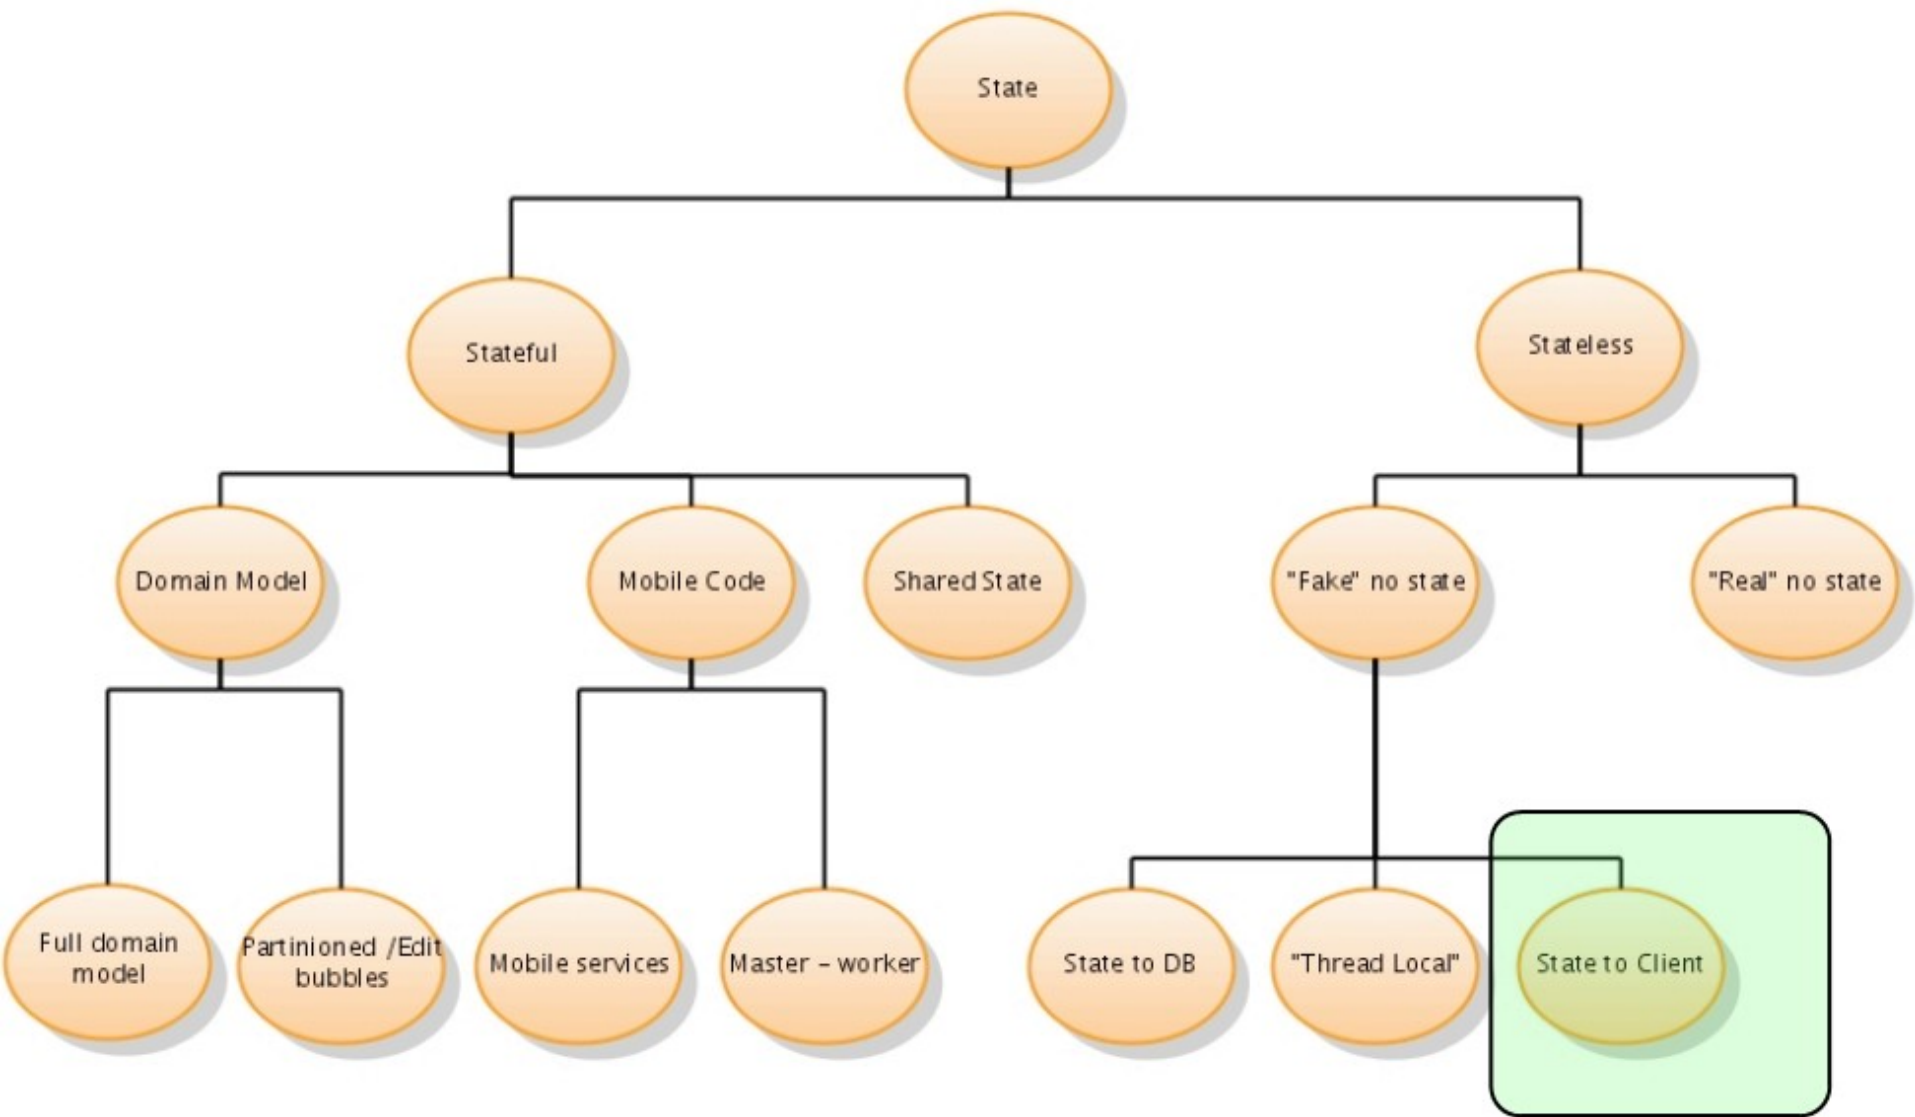 State
Stateful
Stateless
Domain Model
Mobile Code
Shared State
"Fake" no state
"Real" no state
Full domain
model
Partinioned /Edit
bubbles
Mobile services
Master – worker
State to DB
"Thread Local"
State to Client